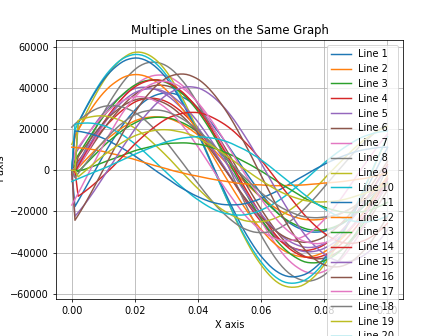 Multiple Lines on the Same Graph
60000
40000
20000
0
−20000
−40000
−60000
0.00
0.02
0.04
0.06
0.08
X axis
Line 1
Line 2
Line 3
Line 4
Line 5
Line 6
Line 7
Line 8
Line 9
Line 10
Line 11
Line 12
Line 13
Line 14
Line 15
Line 16
Line 17
Line 18
Line 19